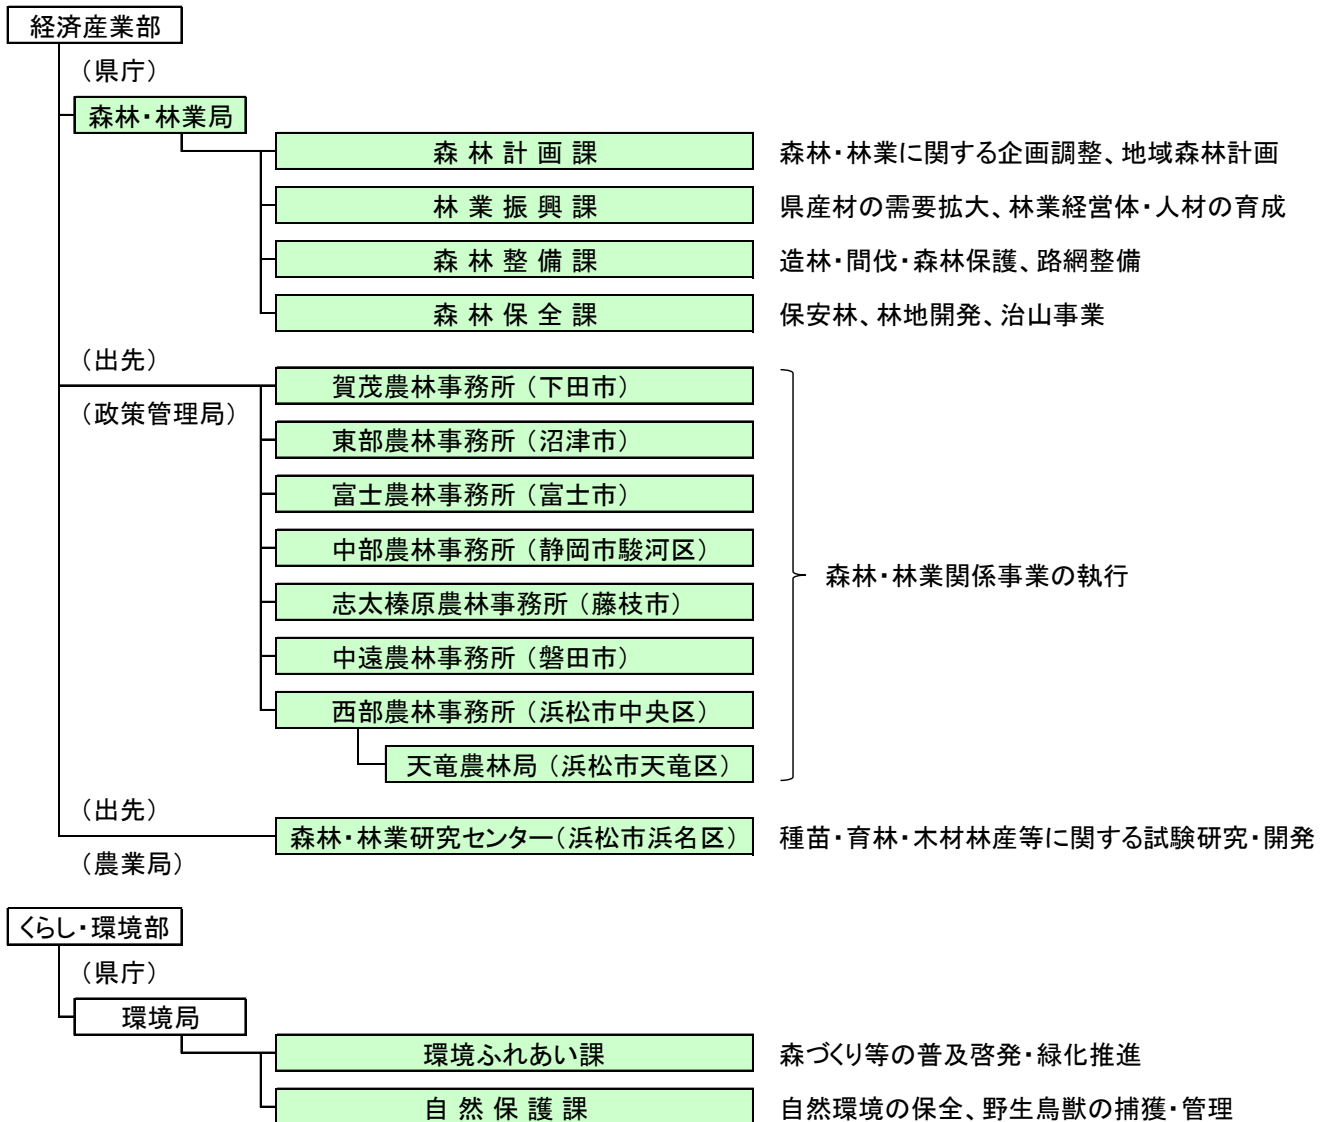 経済産業部
（県庁）
森林・林業局
森林計画課 森林・林業に関する企画調整、地域森林計画
林業振興課 県産材の需要拡大、林業経営体・人材の育成
森林整備課 造林・間伐・森林保護、路網整備
森林保全課 保安林、林地開発、治山事業
（出先）
（政策管理局）
賀茂農林事務所（下田市）
東部農林事務所（沼津市）
富士農林事務所（富士市）
中部農林事務所（静岡市駿河区）
志太榛原農林事務所（藤枝市）
中遠農林事務所（磐田市）
西部農林事務所（浜松市中央区）
天竜農林局（浜松市天竜区）
森林・林業関係事業の執行
（出先）
（農業局）
森林・林業研究センター（浜松市浜名区） 種苗・育林・木材林産等に関する試験研究・開発
くらし・環境部
（県庁）
環境局
環境ふれあい課 森づくり等の普及啓発・緑化推進
自然保護課 自然環境の保全、野生鳥獣の捕獲・管理